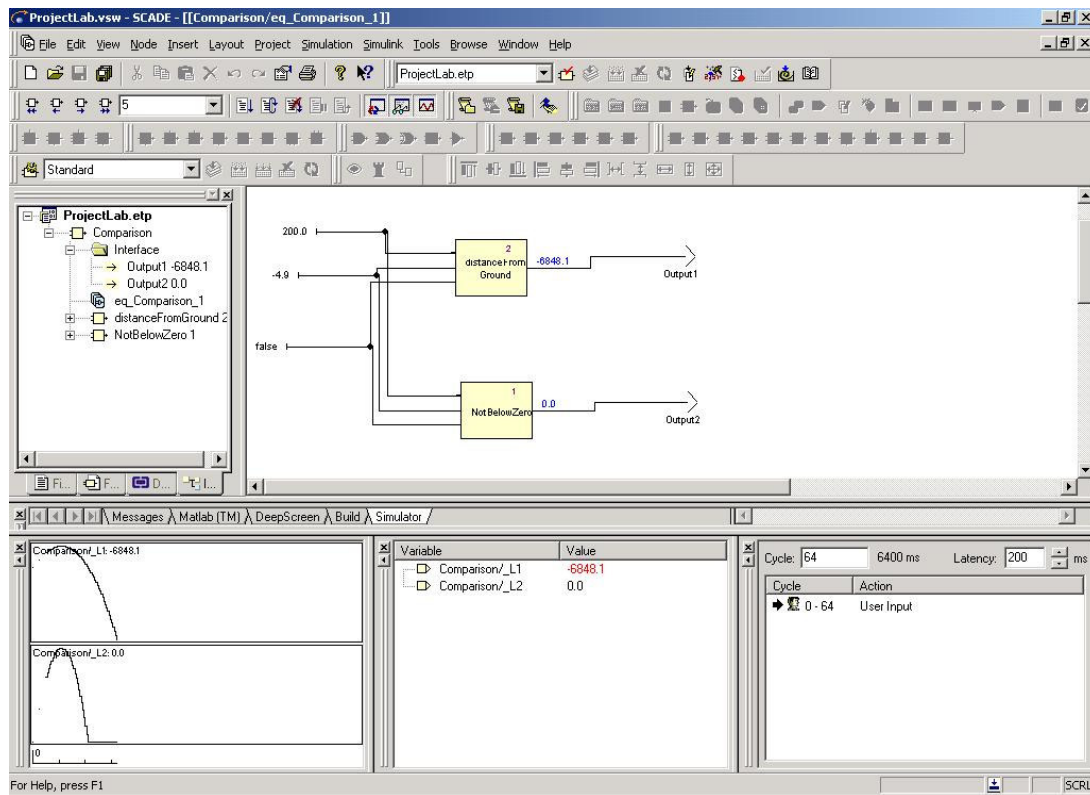 ProjectLab.vsw - SCADE - [[Comparison/eq_Comparison_1]]
File Edit View Node Insert Layout Project Simulation Simulink Tools Browse Window Help
ProjectLab.etp
5
Standard
ProjectLab.etp
Comparison
Interface
Output1 -6848.1
Output2 0.0
eq_Comparison_1
distanceFromGround 2
NotBelowZero 1
Fi... F... D... I...
200.0
-4.9
false
2
distanceFrom
Ground
-6848.1
Output1
1
NotBelowZero
0.0
Output2
Messages Matlab (TM) DeepScreen Build Simulator
Comparison/_L1: -6848.1
Comparison/_L2: 0.0
0
Variable Value
Comparison/_L1 -6848.1
Comparison/_L2 0.0
Cycle: 64 6400 ms Latency: 200 ms
Cycle Action
0 - 64 User Input
For Help, press F1
SCRL